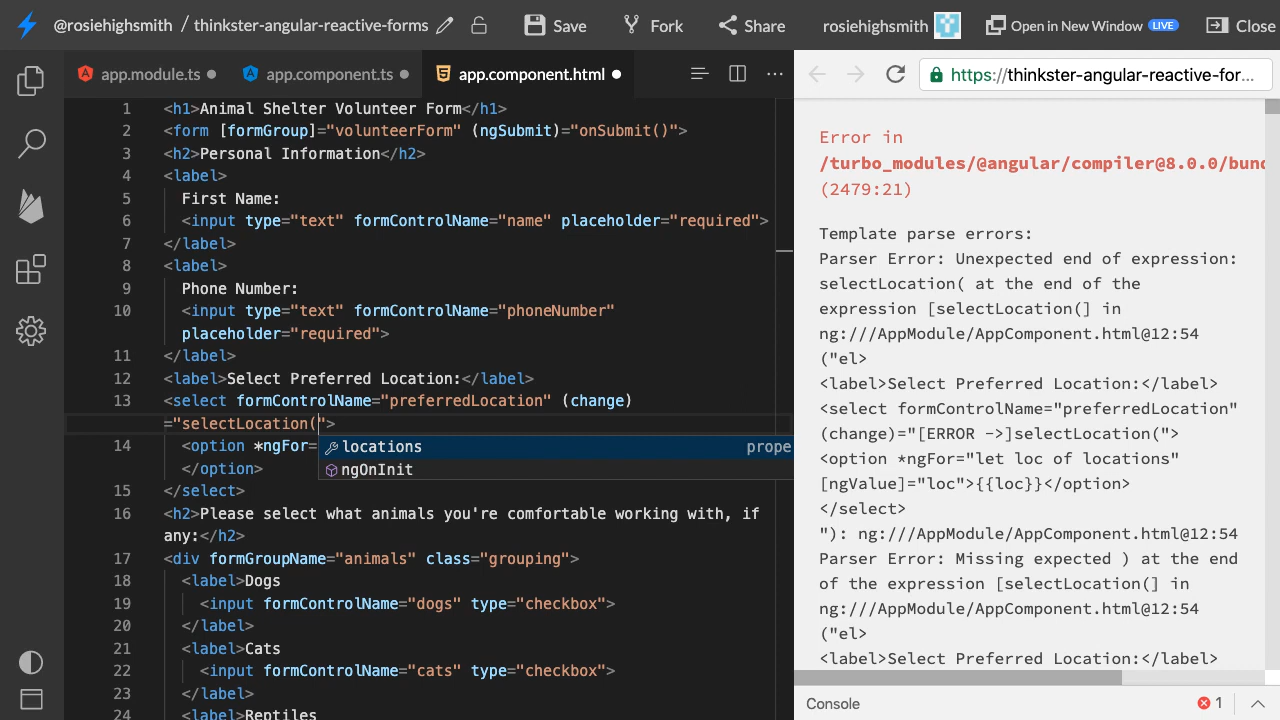 @rosiehighsmith / thinkster-angular-reactive-forms Save Fork Share rosiehighsmith Open in New Window LIVE Close
app.module.ts app.component.ts app.component.html
https://thinkster-angular-reactive-for...
1 <h1>Animal Shelter Volunteer Form</h1>
2 <form [formGroup]="volunteerForm" (ngSubmit)="onSubmit()">
3 <h2>Personal Information</h2>
4 <label>
5 First Name:
6 <input type="text" formControlName="name" placeholder="required">
7 </label>
8 <label>
9 Phone Number:
10 <input type="text" formControlName="phoneNumber"
placeholder="required">
11 </label>
12 <label>Select Preferred Location:</label>
13 <select formControlName="preferredLocation" (change)
="selectLocation(">
14 <option *ngFor=
</option>
locations prope
ngOnInit
15 </select>
16 <h2>Please select what animals you're comfortable working with, if
any:</h2>
17 <div formGroupName="animals" class="grouping">
18 <label>Dogs
19 <input formControlName="dogs" type="checkbox">
20 </label>
21 <label>Cats
22 <input formControlName="cats" type="checkbox">
23 </label>
24 <label>Reptiles
Error in
/turbo_modules/@angular/compiler@8.0.0/bund
(2479:21)
Template parse errors:
Parser Error: Unexpected end of expression:
selectLocation( at the end of the
expression [selectLocation(] in
ng:///AppModule/AppComponent.html@12:54
("el>
<label>Select Preferred Location:</label>
<select formControlName="preferredLocation"
(change)="[ERROR ->]selectLocation(">
<option *ngFor="let loc of locations"
[ngValue]="loc">{{loc}}</option>
</select>
"): ng:///AppModule/AppComponent.html@12:54
Parser Error: Missing expected ) at the end
of the expression [selectLocation(] in
ng:///AppModule/AppComponent.html@12:54
("el>
<label>Select Preferred Location:</label>
Console 1